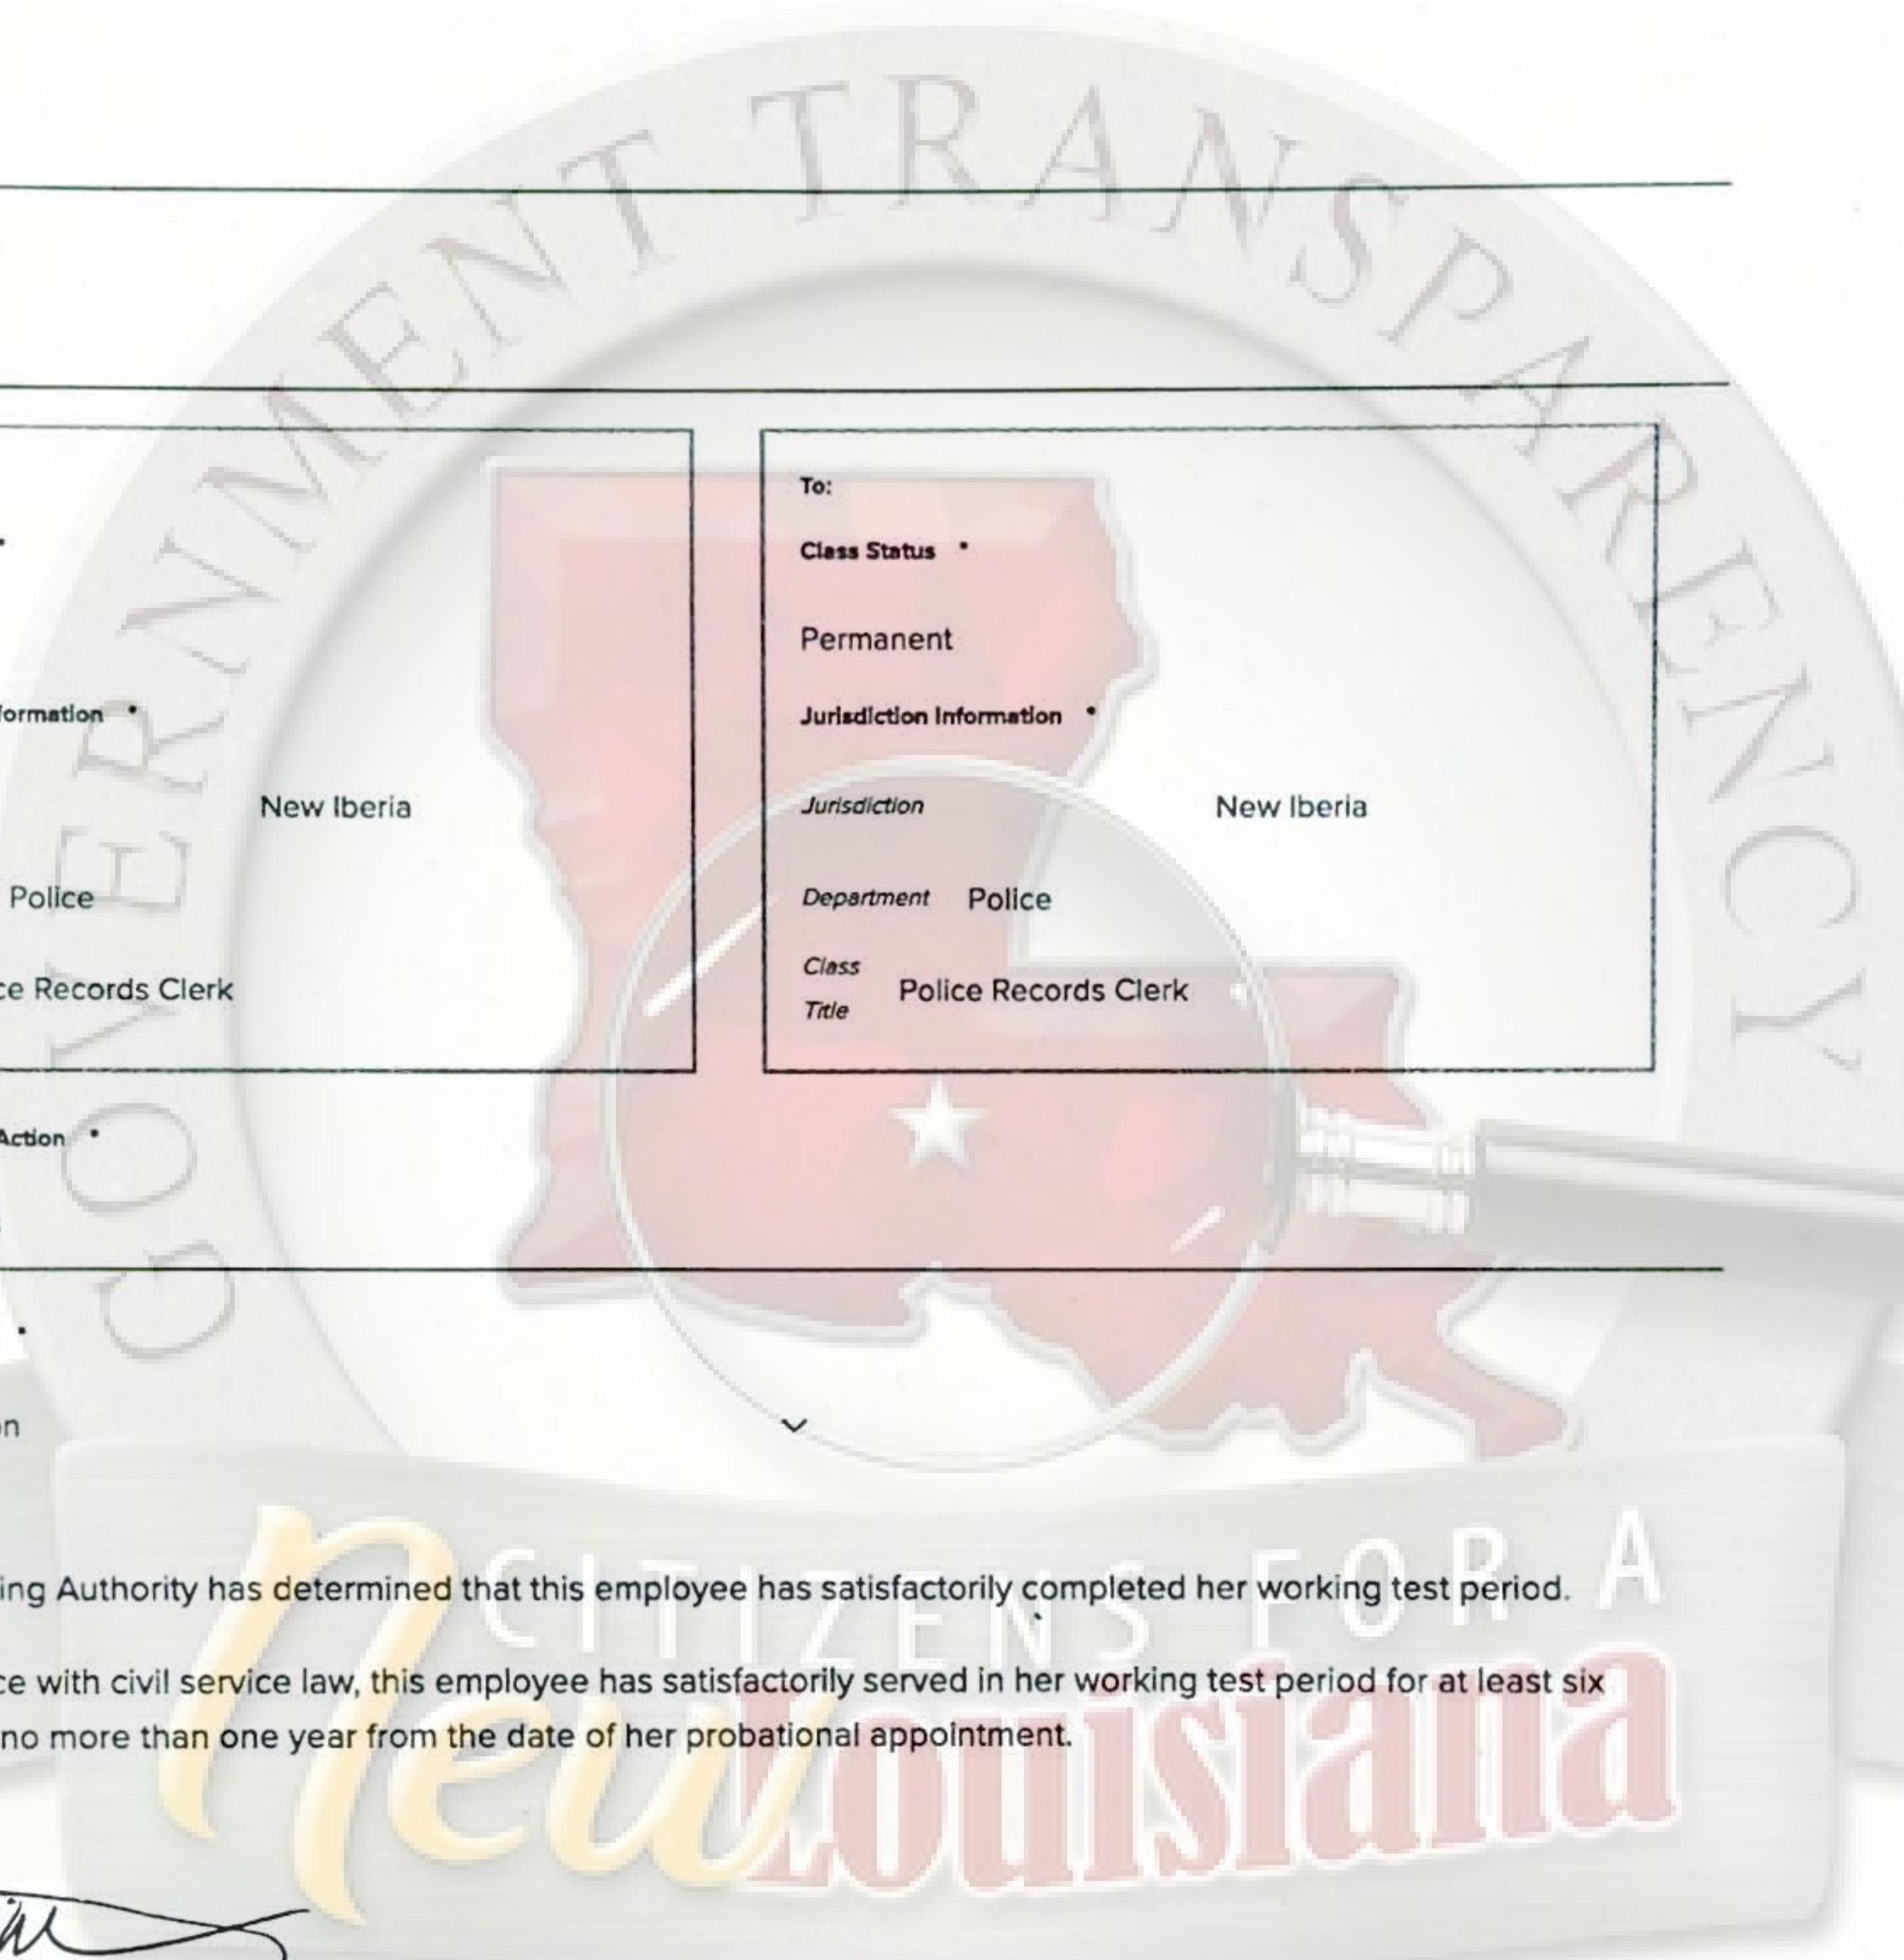 GOVERNMENT TRANSPARENCY
To:
Class Status •
Permanent
formation •
Jurisdiction Information •
New Iberia
Jurisdiction New Iberia
Police
Department Police
ce Records Clerk
Class
Title
Police Records Clerk
Action •
n
ing Authority has determined that this employee has satisfactorily completed her working test period.
ce with civil service law, this employee has satisfactorily served in her working test period for at least six
no more than one year from the date of her probational appointment.
CITIZENS FOR A
New Louisiana